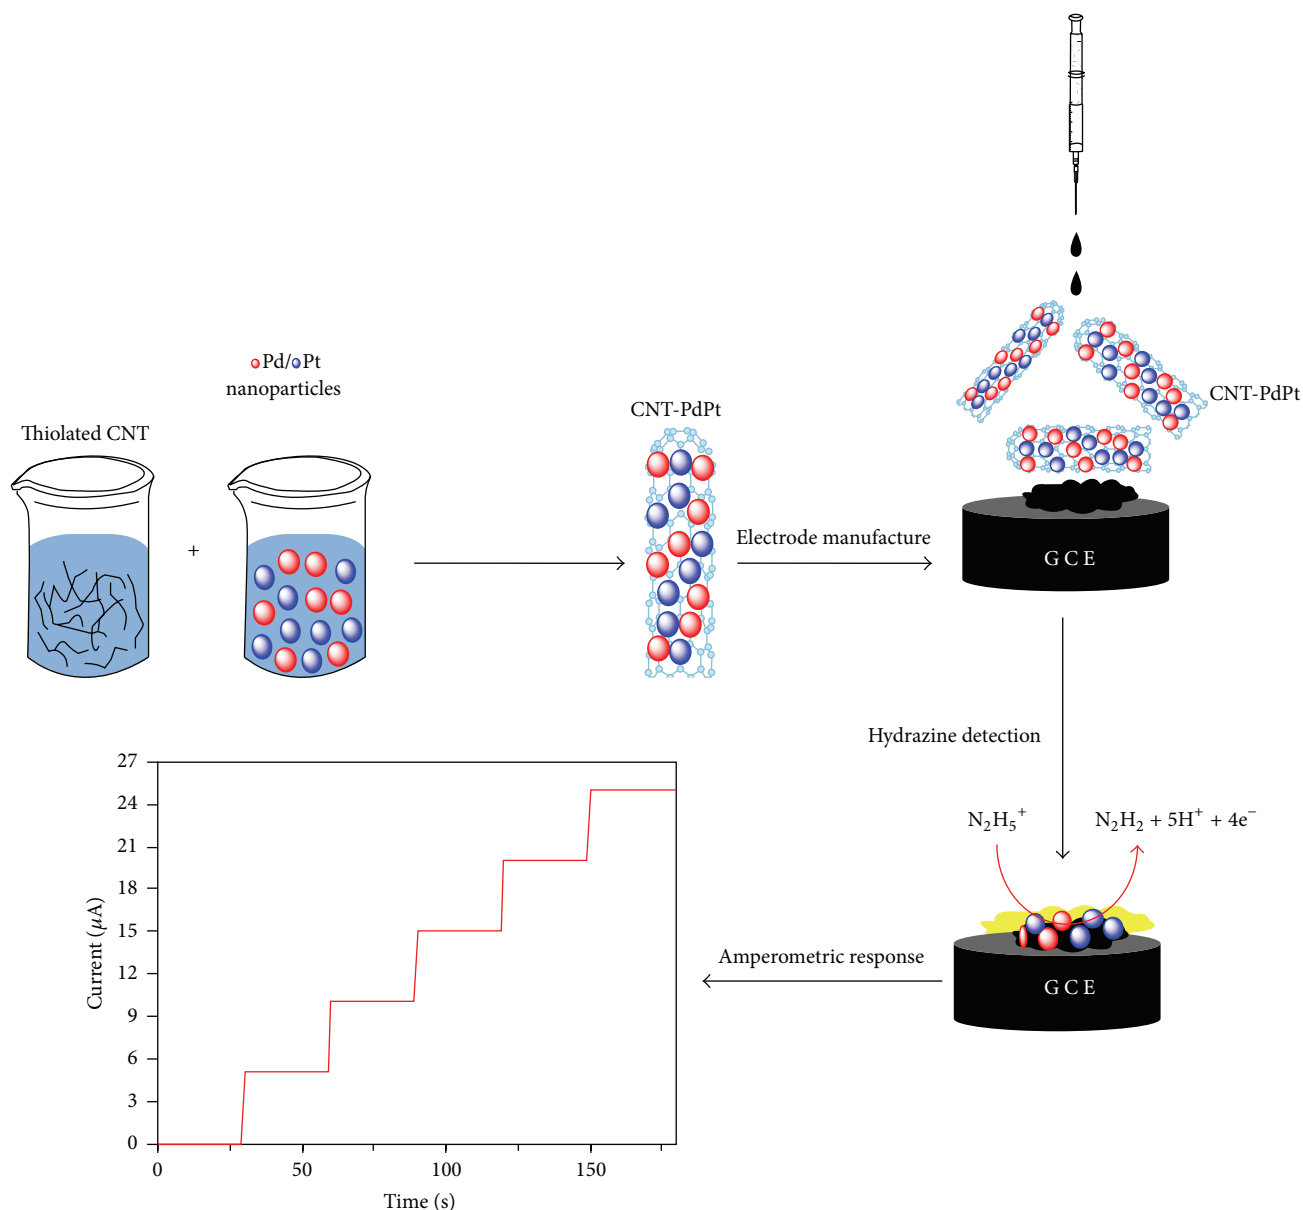 Pd/Pt
nanoparticles
Thiolated CNT
+
CNT-PdPt
Electrode manufacture
CNT-PdPt
GCE
Hydrazine detection
N₂H₅⁺
N₂H₂ + 5H⁺ + 4e⁻
GCE
Amperometric response
27
24
21
18
15
12
9
6
3
0
Current (μA)
0 50 100 150
Time (s)